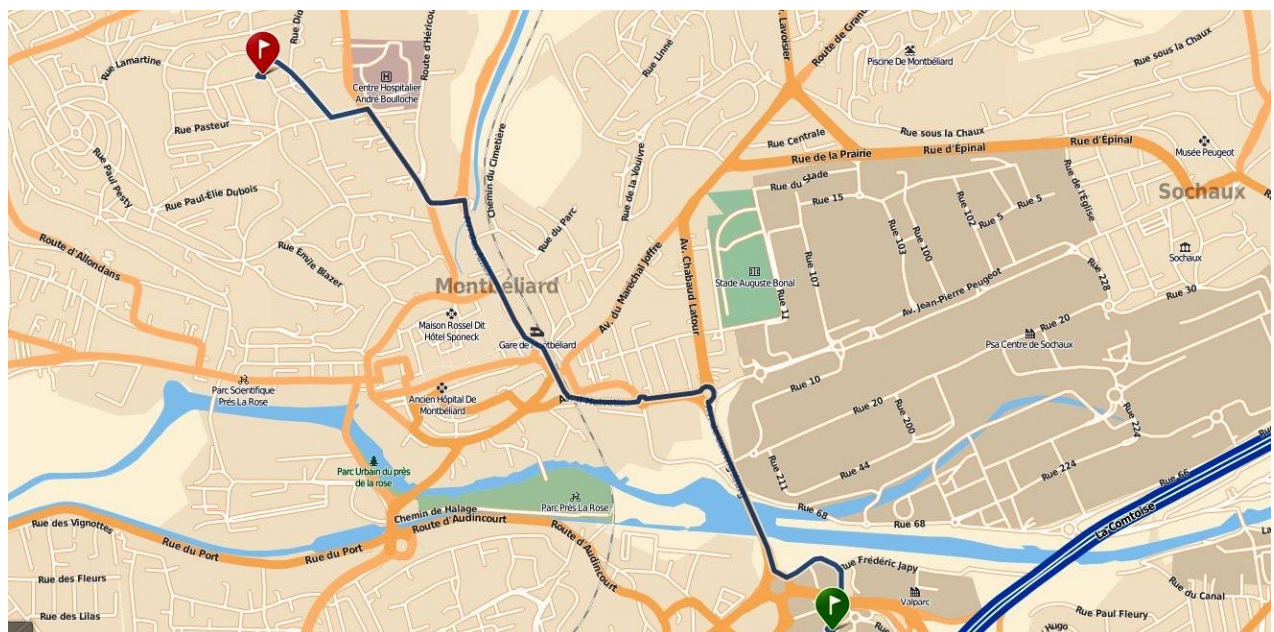 Rue Did
Route d'Héricou
Av. Lavoisier
Route de Grand
Rue Lamartine
Rue Linné
Piscine De Montbéliard
Rue sous la Chaux
Centre Hospitalier
André Boulloche
Rue Pasteur
Chemin du Cimetière
Rue sous la Chaux
Rue Centrale
Rue d'Épinal
Rue d'Épinal
Rue de la Prairie
Musée Peugeot
Rue Paul Pesty
Rue de la Vouivre
Rue du Stade
Rue de l'Église
Sochaux
Rue Paul-Élie Dubois
Rue 15
Rue 5
Rue 5
Rue 102
Rue 103
Rue 100
Rue du Parc
Route d'Allondans
Rue Émile Blazer
Av. du Maréchal Joffre
Av. Chabaud Latour
Rue 107
Sochaux
Montbéliard
Stade Auguste Bonal
Rue 11
Rue 228
Rue 30
Av. Jean-Pierre Peugeot
Maison Rossel Dit
Hôtel Sponeck
Gare de Montbéliard
Rue 20
Psa Centre de Sochaux
Parc Scientifique
Prés La Rose
Ancien Hôpital De
Montbéliard
Rue 10
Rue 20
Rue 200
Rue 224
Parc Urbain du près
de la rose
Rue 211
Rue 44
Rue 224
Rue 66
Parc Près La Rose
Chemin de Halage
Route d'Audincourt
Rue 68
Rue 68
Rue des Vignottes
Rue du Port
Rue du Port
Route d'Audincourt
La Comtoise
Rue Frédéric Japy
Rue des Fleurs
Valparc
Rue du Canal
Rue des Lilas
Rue Paul Fleury
Hugo